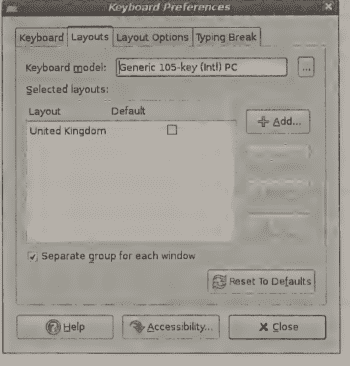 Keyboard Preferences
Keyboard Layouts Layout Options Typing Break
Keyboard model: Generic 105-key (Intl) PC ...
Selected layouts:
Layout Default
United Kingdom
Add...
Separate group for each window
Reset To Defaults
Help Accessibility... Close